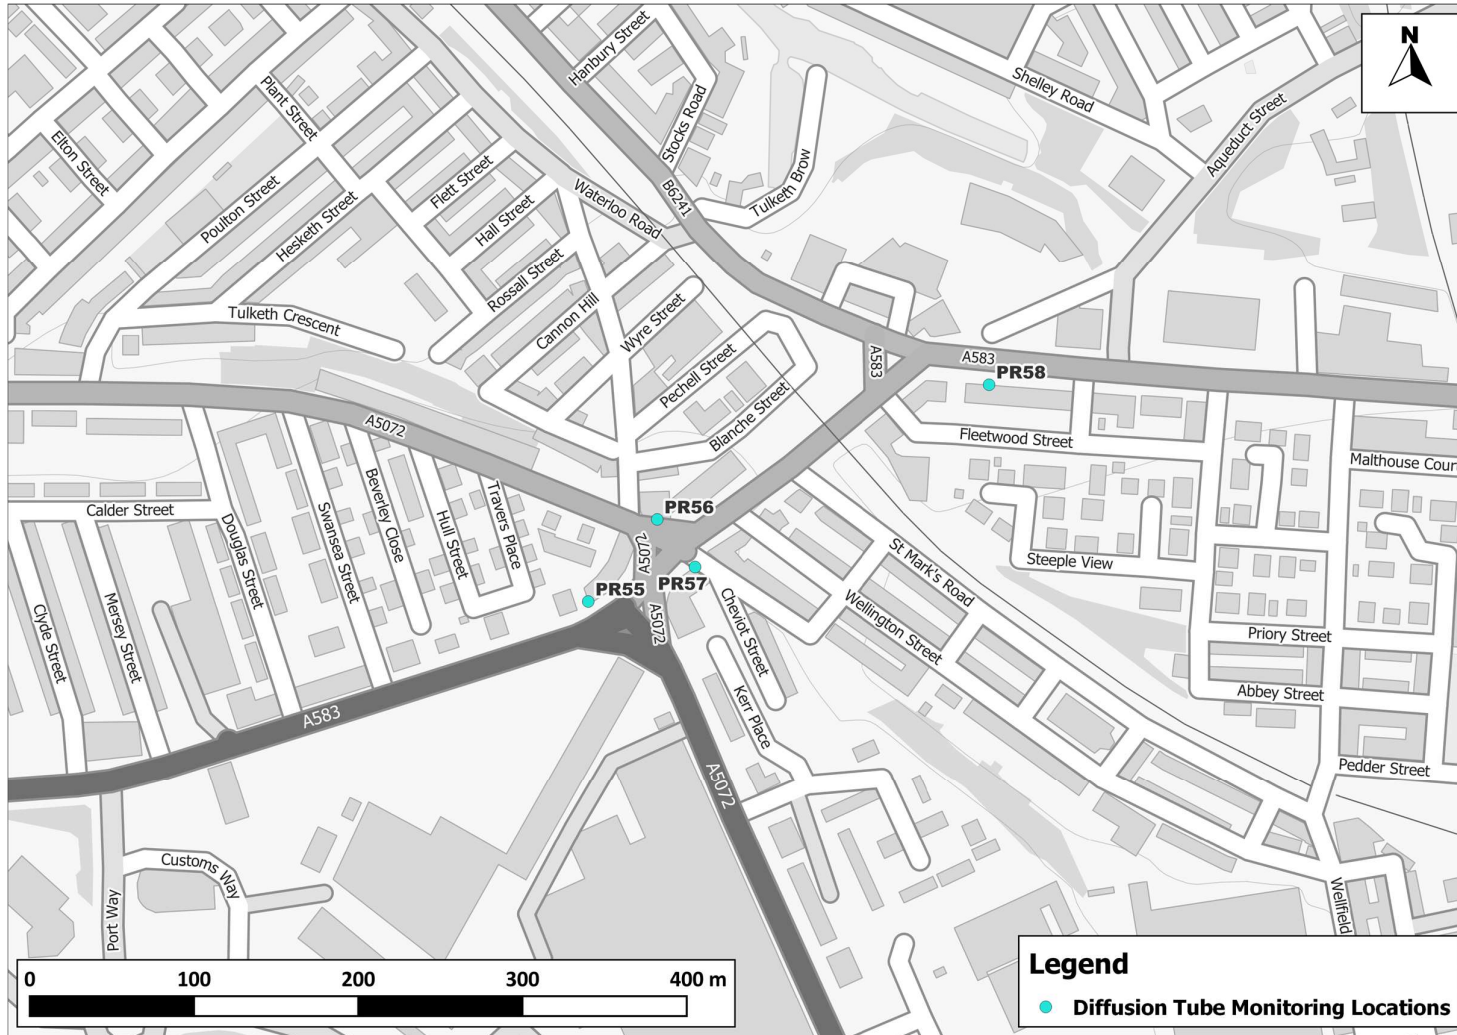 N
Hanbury Street
Shelley Road
Plant Street
Stocks Road
Aqueduct Street
Elton Street
Flett Street
Tulketh Brow
Poulton Street
Waterloo Road
B6241
Hesketh Street
Hall Street
Rossall Street
Tulketh Crescent
Cannon Hill
Wyre Street
A583
A583
PR58
Pechell Street
Blanche Street
A5072
Fleetwood Street
Malthouse Court
Calder Street
Douglas Street
Swansea Street
Beverley Close
Hull Street
Travers Place
PR56
A5072
St Mark's Road
Steeple View
PR55
PR57
A5072
Cheviot Street
Wellington Street
Clyde Street
Mersey Street
Priory Street
Kerr Place
Abbey Street
A583
A5072
Pedder Street
Customs Way
Port Way
Wellfield
0 100 200 300 400 m
Legend
Diffusion Tube Monitoring Locations